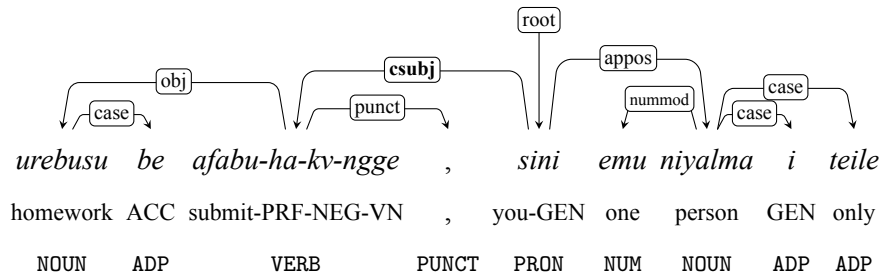 root
csubj
appos
obj
case
case
punct
nummod
case
urebusu be afabu-ha-kv-ngge , sini emu niyalma i teile
homework ACC submit-PRF-NEG-VN , you-GEN one person GEN only
NOUN ADP VERB PUNCT PRON NUM NOUN ADP ADP